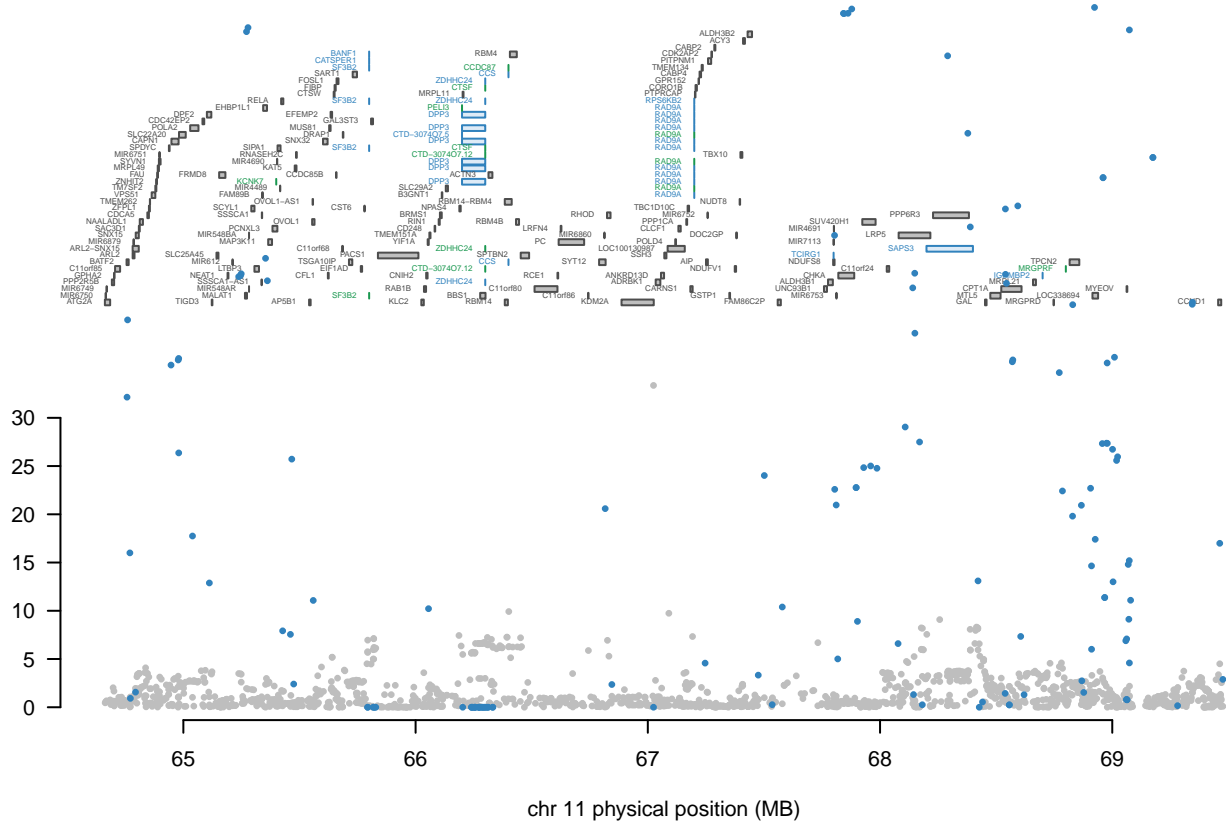 ALDH3B2
ACY3
CABP2
BANF1 RBM4 CDK2AP2
CATSPER1 PITPNM1
SF3B2 CCDC87 TMEM134
SART1 CCS CABP4
FOSL1 ZDHHC24 GPR152
FIBP CTSF CORO1B
CTSW MRPL11 PTPRCAP
RELA SF3B2 ZDHHC24 RPS6KB2
EHBP1L1 PELI3 RAD9A
DPF2 EFEMP2 DPP3 RAD9A
CDC42EP2 GAL3ST3 RAD9A
POLA2 MUS81 DPP3 RAD9A
SLC22A20 DRAP1 CTD-3074O7.5 RAD9A
CAPN1 SNX32 CTSF RAD9A
SPDYC SIPA1 SF3B2 CTSF RAD9A
MIR6751 RNASEH2C CTD-3074O7.12 TBX10
SYVN1 MIR4690 DPP3 RAD9A
MRPL49 KAT5 DPP3 RAD9A
FAU FRMD8 CCDC85B ACTN3 RAD9A
ZNHIT2 KCNK7 DPP3 RAD9A
TM7SF2 MIR4489 SLC29A2 RAD9A
VPS51 FAM89B B3GNT1 RAD9A
TMEM262 OVOL1-AS1 RBM14-RBM4 NUDT8
ZFPL1 SCYL1 CST6 NPAS4 TBC1D10C
CDCA5 SSSCA1 BRMS1 RHOD MIR6752 PPP6R3
NAALADL1 OVOL1 RIN1 RBM4B PPP1CA SUV420H1
SAC3D1 PCNXL3 CD248 LRFN4 CLCF1 MIR4691
SNX15 MIR548BA TMEM151A MIR6860 DOC2GP LRP5
MIR6879 MAP3K11 YIF1A PC POLD4 MIR7113
ARL2-SNX15 C11orf68 ZDHHC24 LOC100130987 SAPS3
ARL2 SLC25A45 PACS1 SPTBN2 SSH3 TCIRG1
BATF2 MIR612 TSGA10IP CCS SYT12 AIP NDUFS8 TPCN2
C11orf85 LTBP3 EIF1AD CTD-3074O7.12 NDUFV1 C11orf24 MRGPRF
GPHA2 NEAT1 CFL1 CNIH2 RCE1 ANKRD13D CHKA
PPP2R5B SSSCAT-AS1 ZDHHC24 ADRBK1 ALDH3B1 MRPL21
MIR6749 MIR548AR RAB1B C11orf80 CARNS1 UNC93B1 CPT1A MYEOV
MIR6750 MALAT1 SF3B2 BBS1 C11orf86 GSTP1 MIR6753 MTL5 LOC338694
ATG2A TIGD3 AP5B1 KLC2 RBM14 KDM2A FAM86C2P GAL MRGPRD
30
25
20
15
10
5
0
65 66 67 68 69
chr 11 physical position (MB)